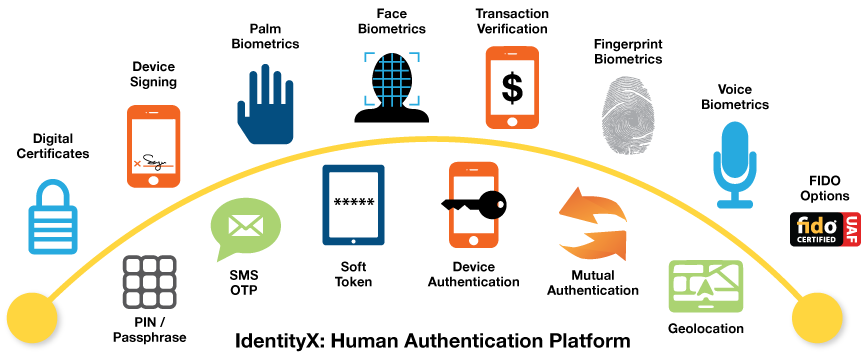 Digital
Certificates
Device
Signing
Palm
Biometrics
Face
Biometrics
Transaction
Verification
$
Fingerprint
Biometrics
Voice
Biometrics
FIDO
Options
fido
CERTIFIED
UAF
PIN /
Passphrase
SMS
OTP
*****
Soft
Token
Device
Authentication
Mutual
Authentication
Geolocation
IdentityX: Human Authentication Platform